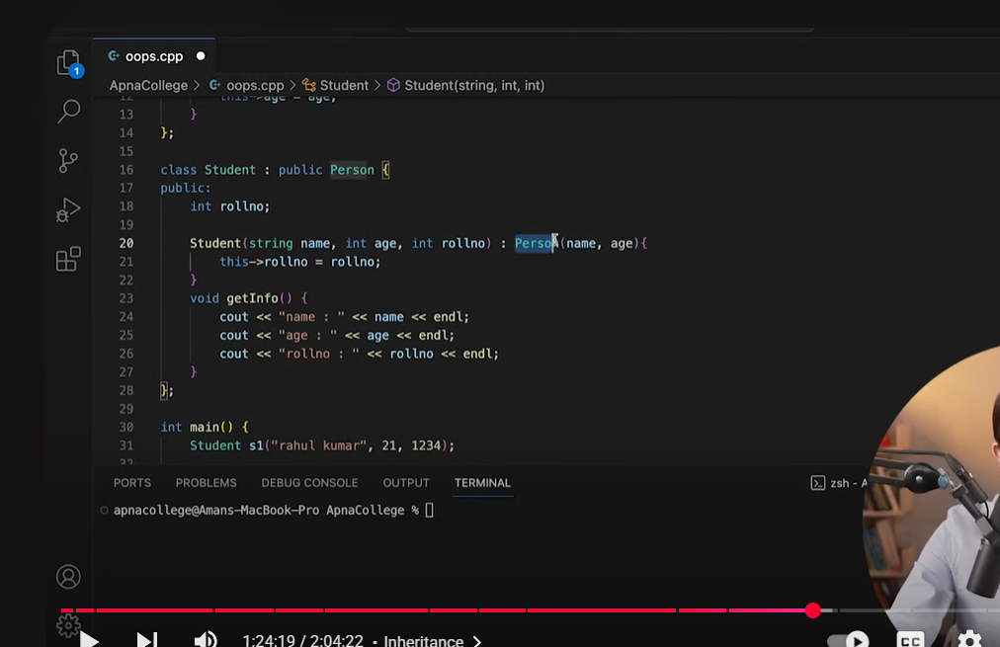 oops.cpp
1
ApnaCollege > oops.cpp > Student > Student(string, int, int)
12 this->age = age;
13 }
14 };
15
16 class Student : public Person {
17 public:
18 int rollno;
19
20 Student(string name, int age, int rollno) : Person(name, age){
21 this->rollno = rollno;
22 }
23 void getInfo() {
24 cout << "name : " << name << endl;
25 cout << "age : " << age << endl;
26 cout << "rollno : " << rollno << endl;
27 }
28 };
29
30 int main() {
31 Student s1("rahul kumar", 21, 1234);
32
PORTS PROBLEMS DEBUG CONSOLE OUTPUT TERMINAL zsh - A
apnacollege@Amans-MacBook-Pro ApnaCollege %
1:24:19 / 2:04:22 • Inheritance >
CC